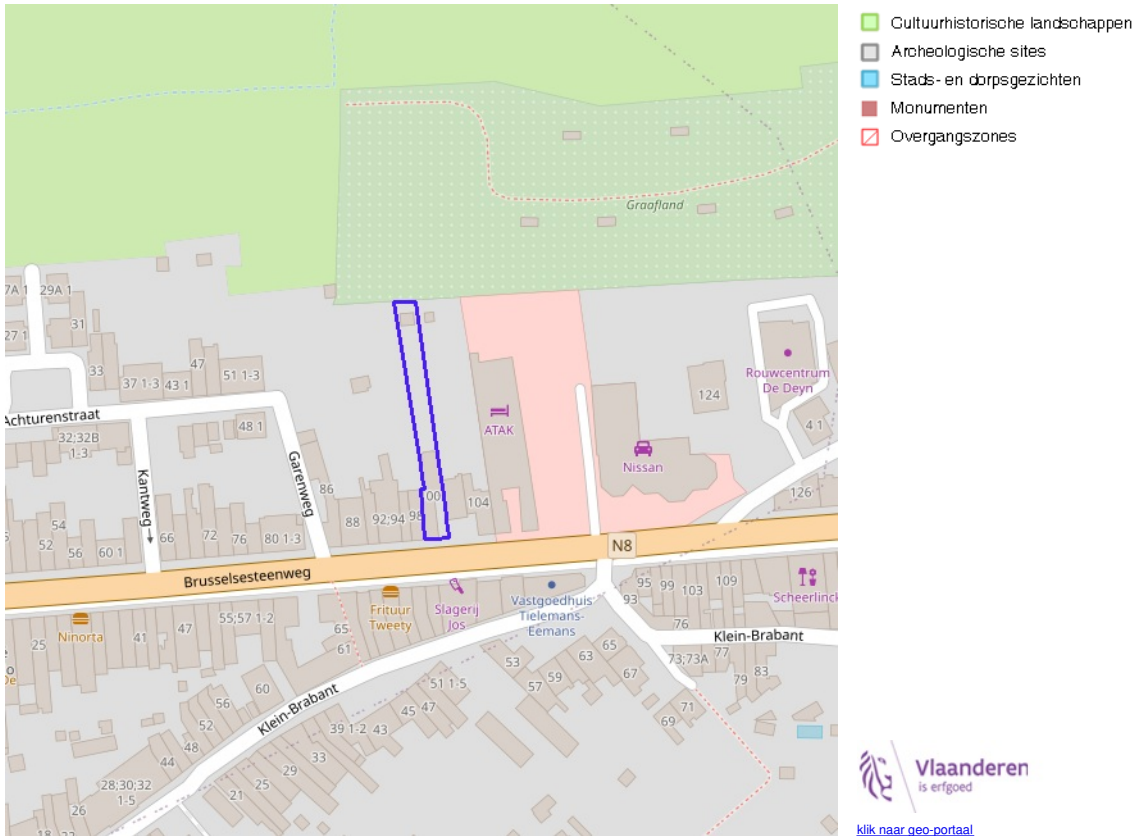 Cultuurhistorische landschappen
Archeologische sites
Stads- en dorpsgezichten
Monumenten
Overgangszones
Graafland
7A 1
29A 1
27 1
31
33
37 1-3
43 1
47
51 1-3
Achturenstraat
32;32B
1-3
48 1
Kantweg
Garenweg
ATAK
Nissan
124
Rouwcentrum
De Deyn
4 1
126
54
52
56
60 1
66
72
76
80 1-3
86
88
92;94
98
00
104
N8
Brusselsesteenweg
Ninorta
Frituur
Tweety
Slagerij
Jos
Vastgoedhuis
Tielemans-
Eemans
95
93
99
103
109
Scheerlinck
76
Klein-Brabant
73;73A
77
79
83
25
41
47
55;57 1-2
65
61
53
57
59
63
65
67
71
69
60
56
52
48
44
Klein-Brabant
51 1-5
47
45
43
39 1-2
33
29
25
21
28;30;32
1-5
26
22
18
De
Vlaanderen
is erfgoed
klik naar geo-portaal